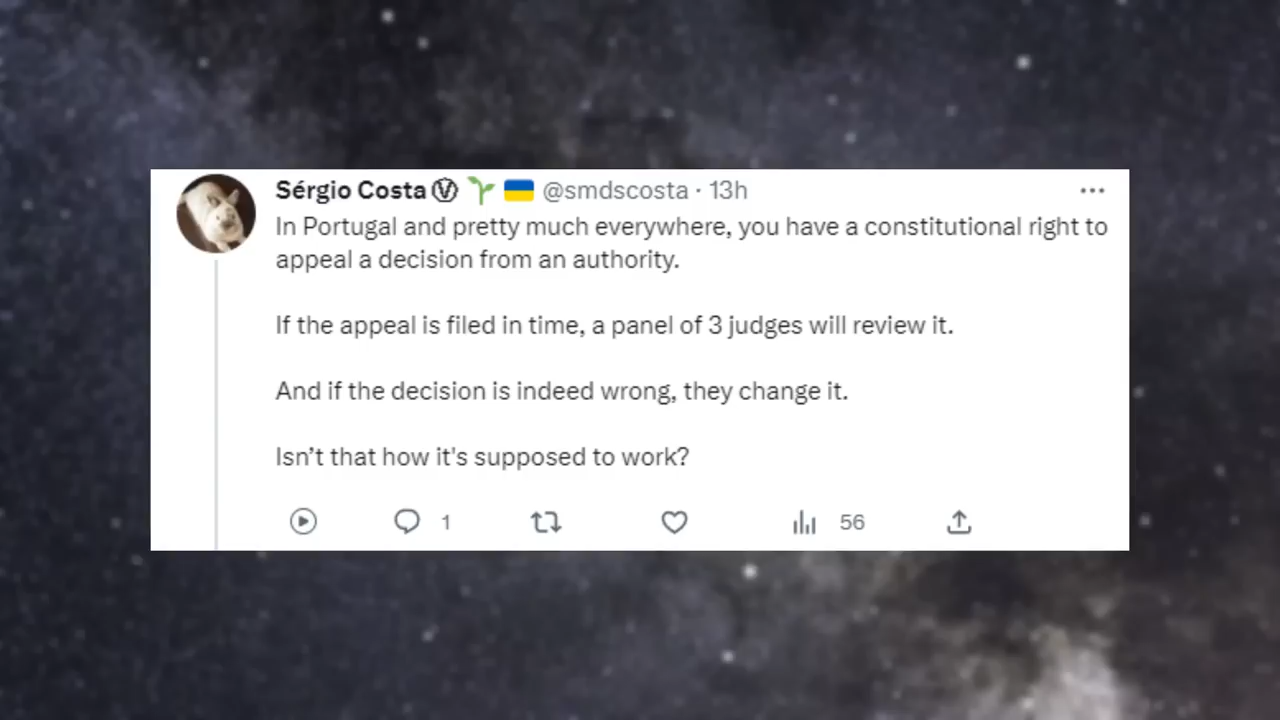 Sérgio Costa Ⓥ 🌱 🇺🇦 @smdscosta · 13h
In Portugal and pretty much everywhere, you have a constitutional right to
appeal a decision from an authority.
If the appeal is filed in time, a panel of 3 judges will review it.
And if the decision is indeed wrong, they change it.
Isn’t that how it's supposed to work?
1 56